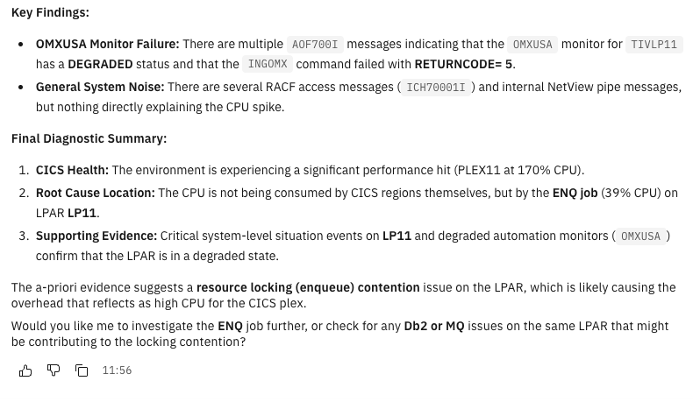 Key Findings:
• OMXUSA Monitor Failure: There are multiple AOF700I messages indicating that the OMXUSA monitor for TIVLP11
has a DEGRADED status and that the INGOMX command failed with RETURNCODE= 5.
• General System Noise: There are several RACF access messages ( ICH70001I ) and internal NetView pipe messages,
but nothing directly explaining the CPU spike.
Final Diagnostic Summary:
1. CICS Health: The environment is experiencing a significant performance hit (PLEX11 at 170% CPU).
2. Root Cause Location: The CPU is not being consumed by CICS regions themselves, but by the ENQ job (39% CPU) on
LPAR LP11.
3. Supporting Evidence: Critical system-level situation events on LP11 and degraded automation monitors ( OMXUSA )
confirm that the LPAR is in a degraded state.
The a-priori evidence suggests a resource locking (enqueue) contention issue on the LPAR, which is likely causing the
overhead that reflects as high CPU for the CICS plex.
Would you like me to investigate the ENQ job further, or check for any Db2 or MQ issues on the same LPAR that might
be contributing to the locking contention?
11:56